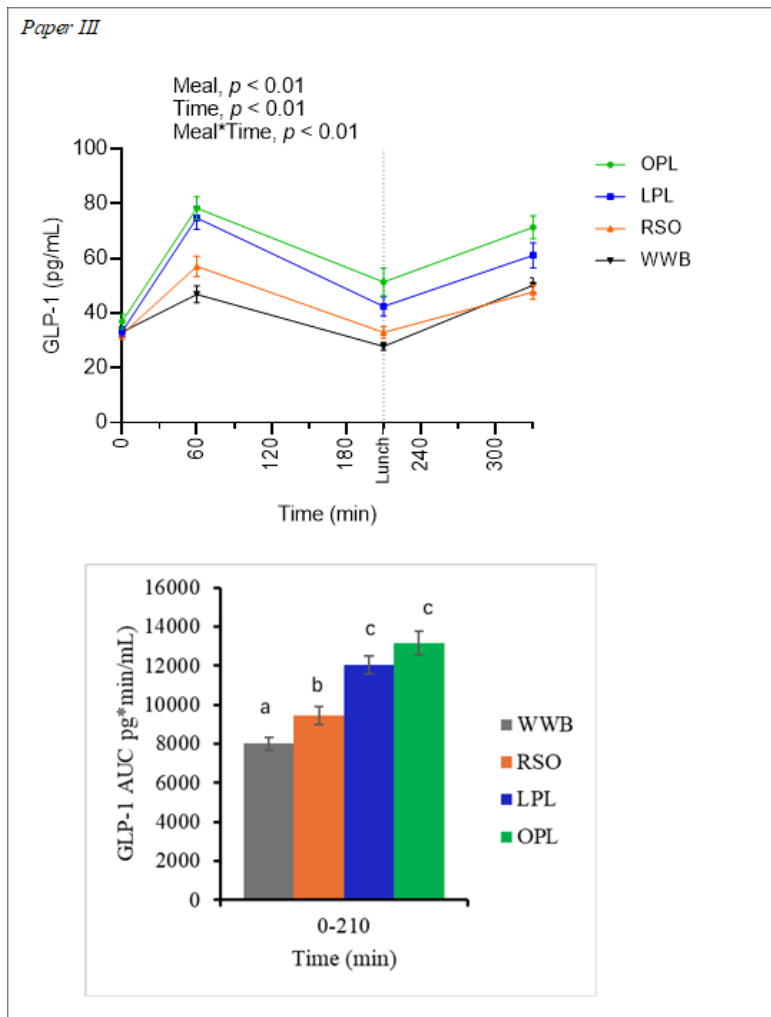 Paper III
Meal, p < 0.01
Time, p < 0.01
Meal*Time, p < 0.01
100
80
60
40
20
0
GLP-1 (pg/mL)
0
60
120
180
Lunch
240
300
Time (min)
OPL
LPL
RSO
WWB
16000
14000
12000
10000
8000
6000
4000
2000
0
GLP-1 AUC pg*min/mL
a
b
c
c
0-210
Time (min)
WWB
RSO
LPL
OPL